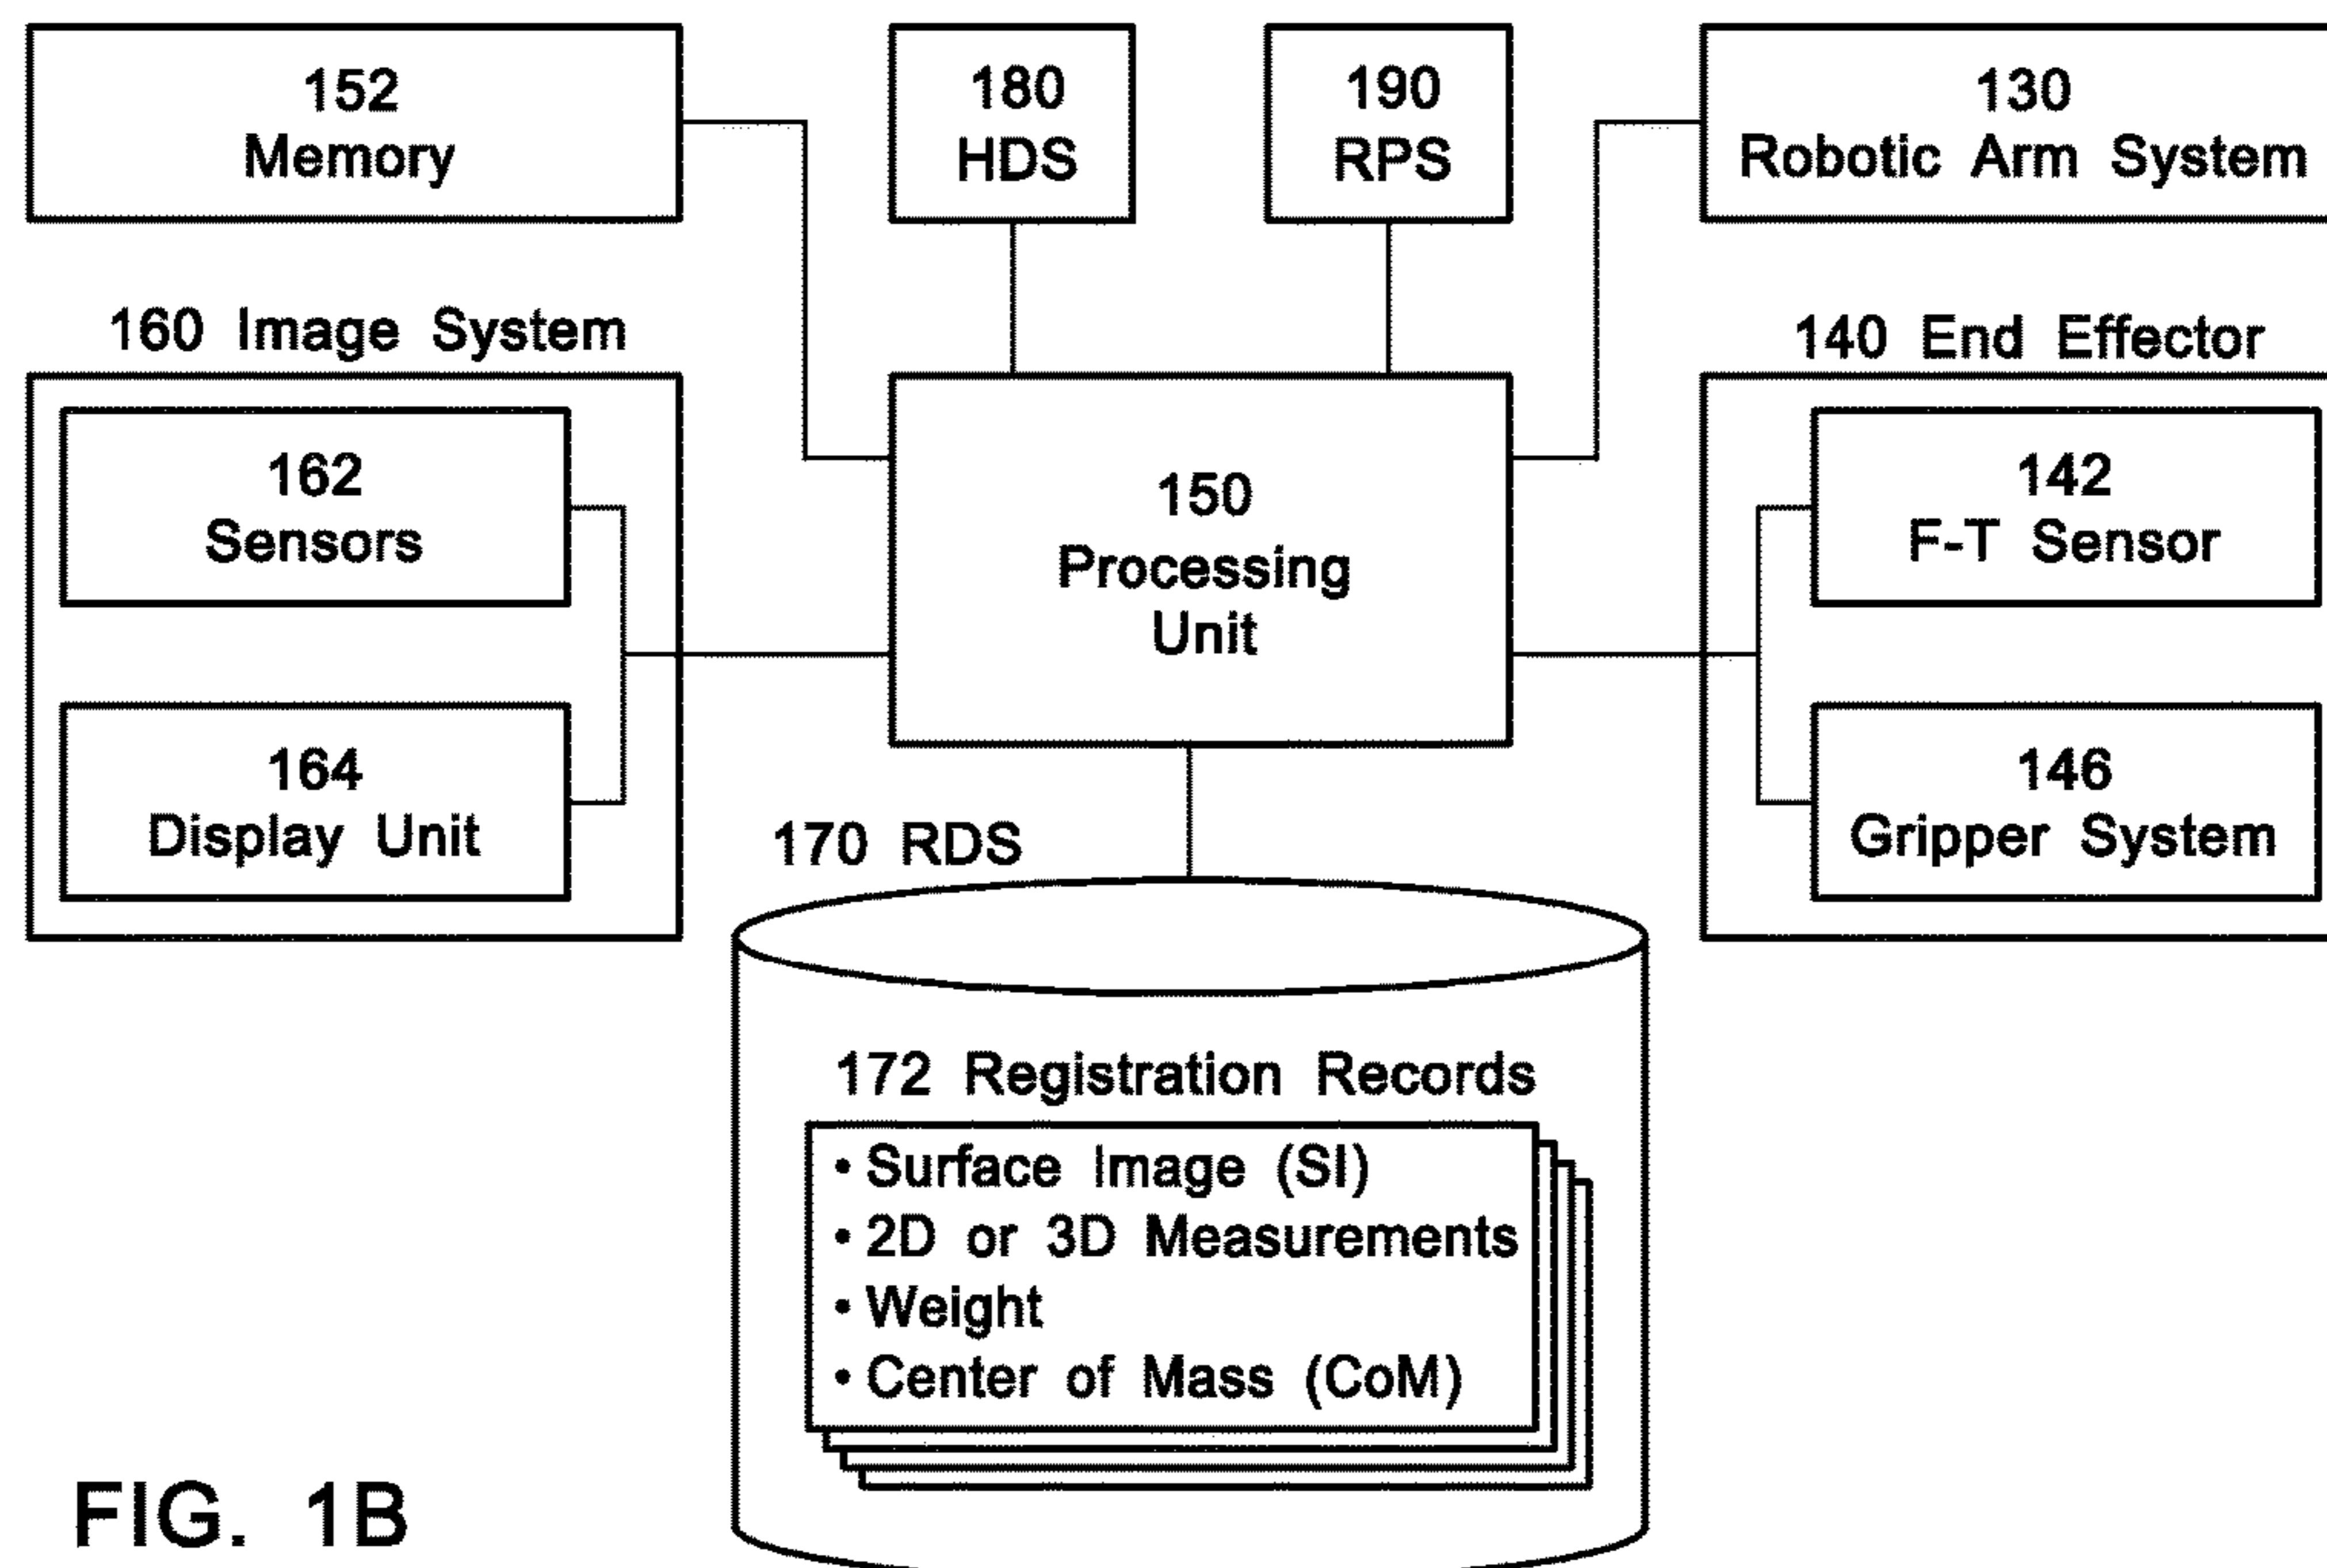 152
Memory
180
HDS
190
RPS
130
Robotic Arm System
160 Image System
162
Sensors
164
Display Unit
150
Processing
Unit
140 End Effector
142
F-T Sensor
146
Gripper System
170 RDS
172 Registration Records
• Surface Image (SI)
• 2D or 3D Measurements
• Weight
• Center of Mass (CoM)
FIG. 1B